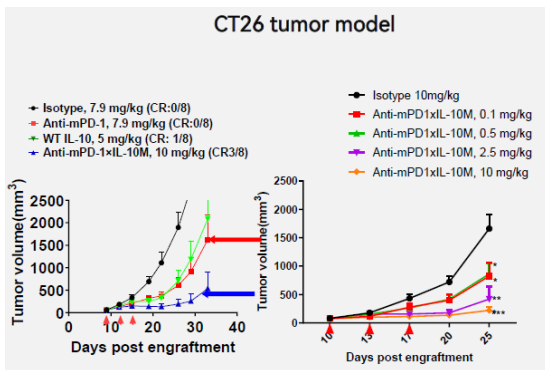 CT26 tumor model
Isotype, 7.9 mg/kg (CR:0/8)
Anti-mPD-1, 7.9 mg/kg (CR:0/8)
WT IL-10, 5 mg/kg (CR: 1/8)
Anti-mPD-1×IL-10M, 10 mg/kg (CR3/8)
Tumor volume(mm3)
2500
2000
1500
1000
500
0
0 10 20 30 40
Days post engraftment
Isotype 10mg/kg
Anti-mPD1xIL-10M, 0.1 mg/kg
Anti-mPD1xIL-10M, 0.5 mg/kg
Anti-mPD1xIL-10M, 2.5 mg/kg
Anti-mPD1xIL-10M, 10 mg/kg
Tumor volume(mm3)
2500
2000
1500
1000
500
0
*
*
**
***
10 13 17 20 25
Days post engraftment